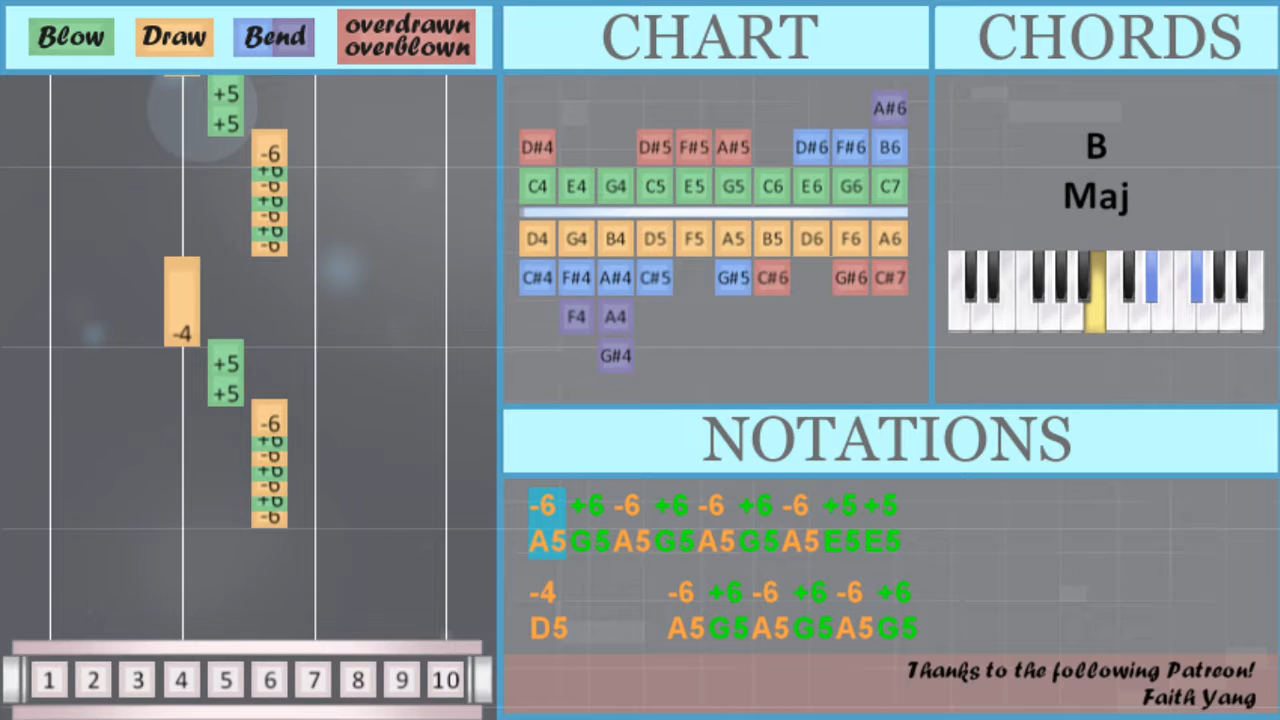 Blow Draw Bend overdrawn
overblown
CHART
CHORDS
+5
+5
-6
+6
-6
+6
-6
+6
-6
-4
+5
+5
-6
+6
-6
+6
-6
+6
-6
1 2 3 4 5 6 7 8 9 10
A#6
D#4 D#5 F#5 A#5 D#6 F#6 B6
C4 E4 G4 C5 E5 G5 C6 E6 G6 C7
D4 G4 B4 D5 F5 A5 B5 D6 F6 A6
C#4 F#4 A#4 C#5 G#5 C#6 G#6 C#7
F4 A4
G#4
B
Maj
NOTATIONS
-6 +6 -6 +6 -6 +6 -6 +5 +5
A5 G5 A5 G5 A5 G5 A5 E5 E5
-4 -6 +6 -6 +6 -6 +6
D5 A5 G5 A5 G5 A5 G5
Thanks to the following Patreon!
Faith Yang